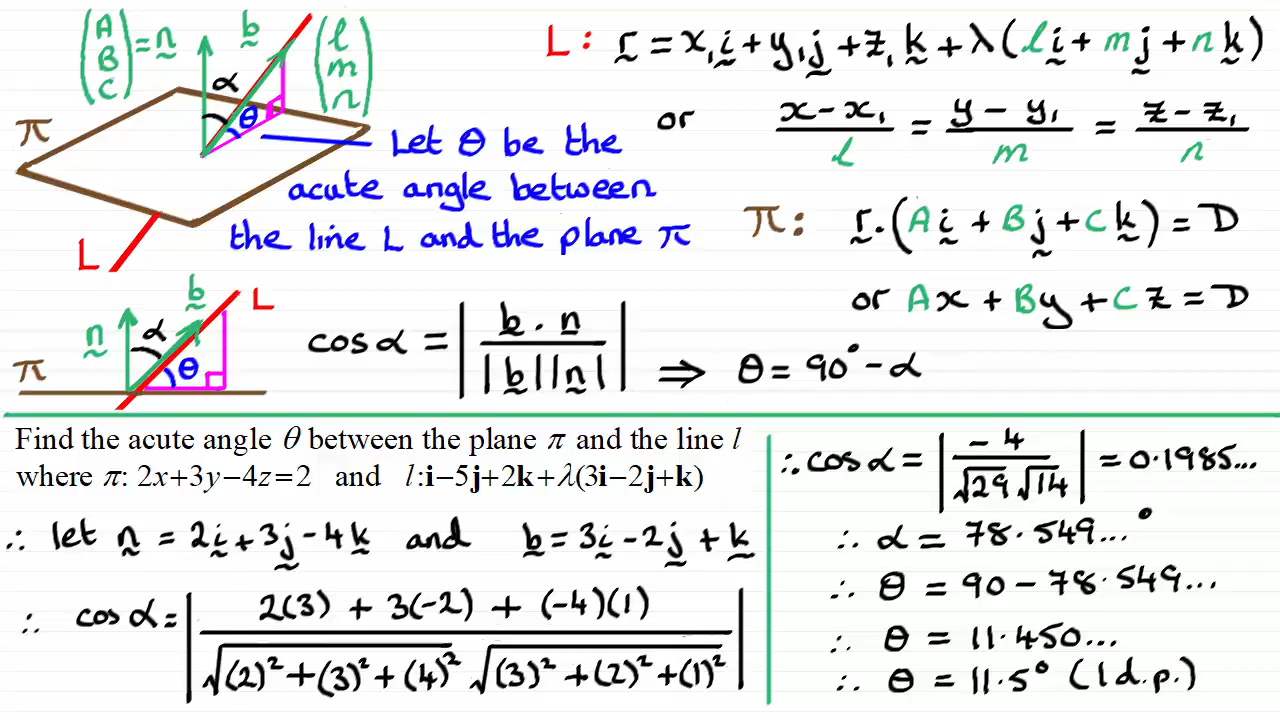 (A B C) = n
b
(l m n)
α
θ
π
L
Let θ be the
acute angle between
the line L and the plane π
L: r = x₁i + y₁j + z₁k + λ(li + mj + nk)
or (x - x₁)/l = (y - y₁)/m = (z - z₁)/n
π: r.(Ai + Bj + Ck) = D
or Ax + By + Cz = D
b
L
n
α
θ
π
cos α = |b . n / |b||n|| ⇒ θ = 90° - α
Find the acute angle θ between the plane π and the line l
where π: 2x+3y−4z=2 and l:i−5j+2k+λ(3i−2j+k)
∴ let n = 2i + 3j - 4k and b = 3i - 2j + k
∴ cos α = |(2(3) + 3(-2) + (-4)(1)) / (√((2)² + (3)² + (4)²) √((3)² + (2)² + (1)²))|
∴ cos α = |-4 / (√29 √14)| = 0.1985...
∴ α = 78.549...°
∴ θ = 90 - 78.549...
∴ θ = 11.450...
∴ θ = 11.5° (1 d.p.)